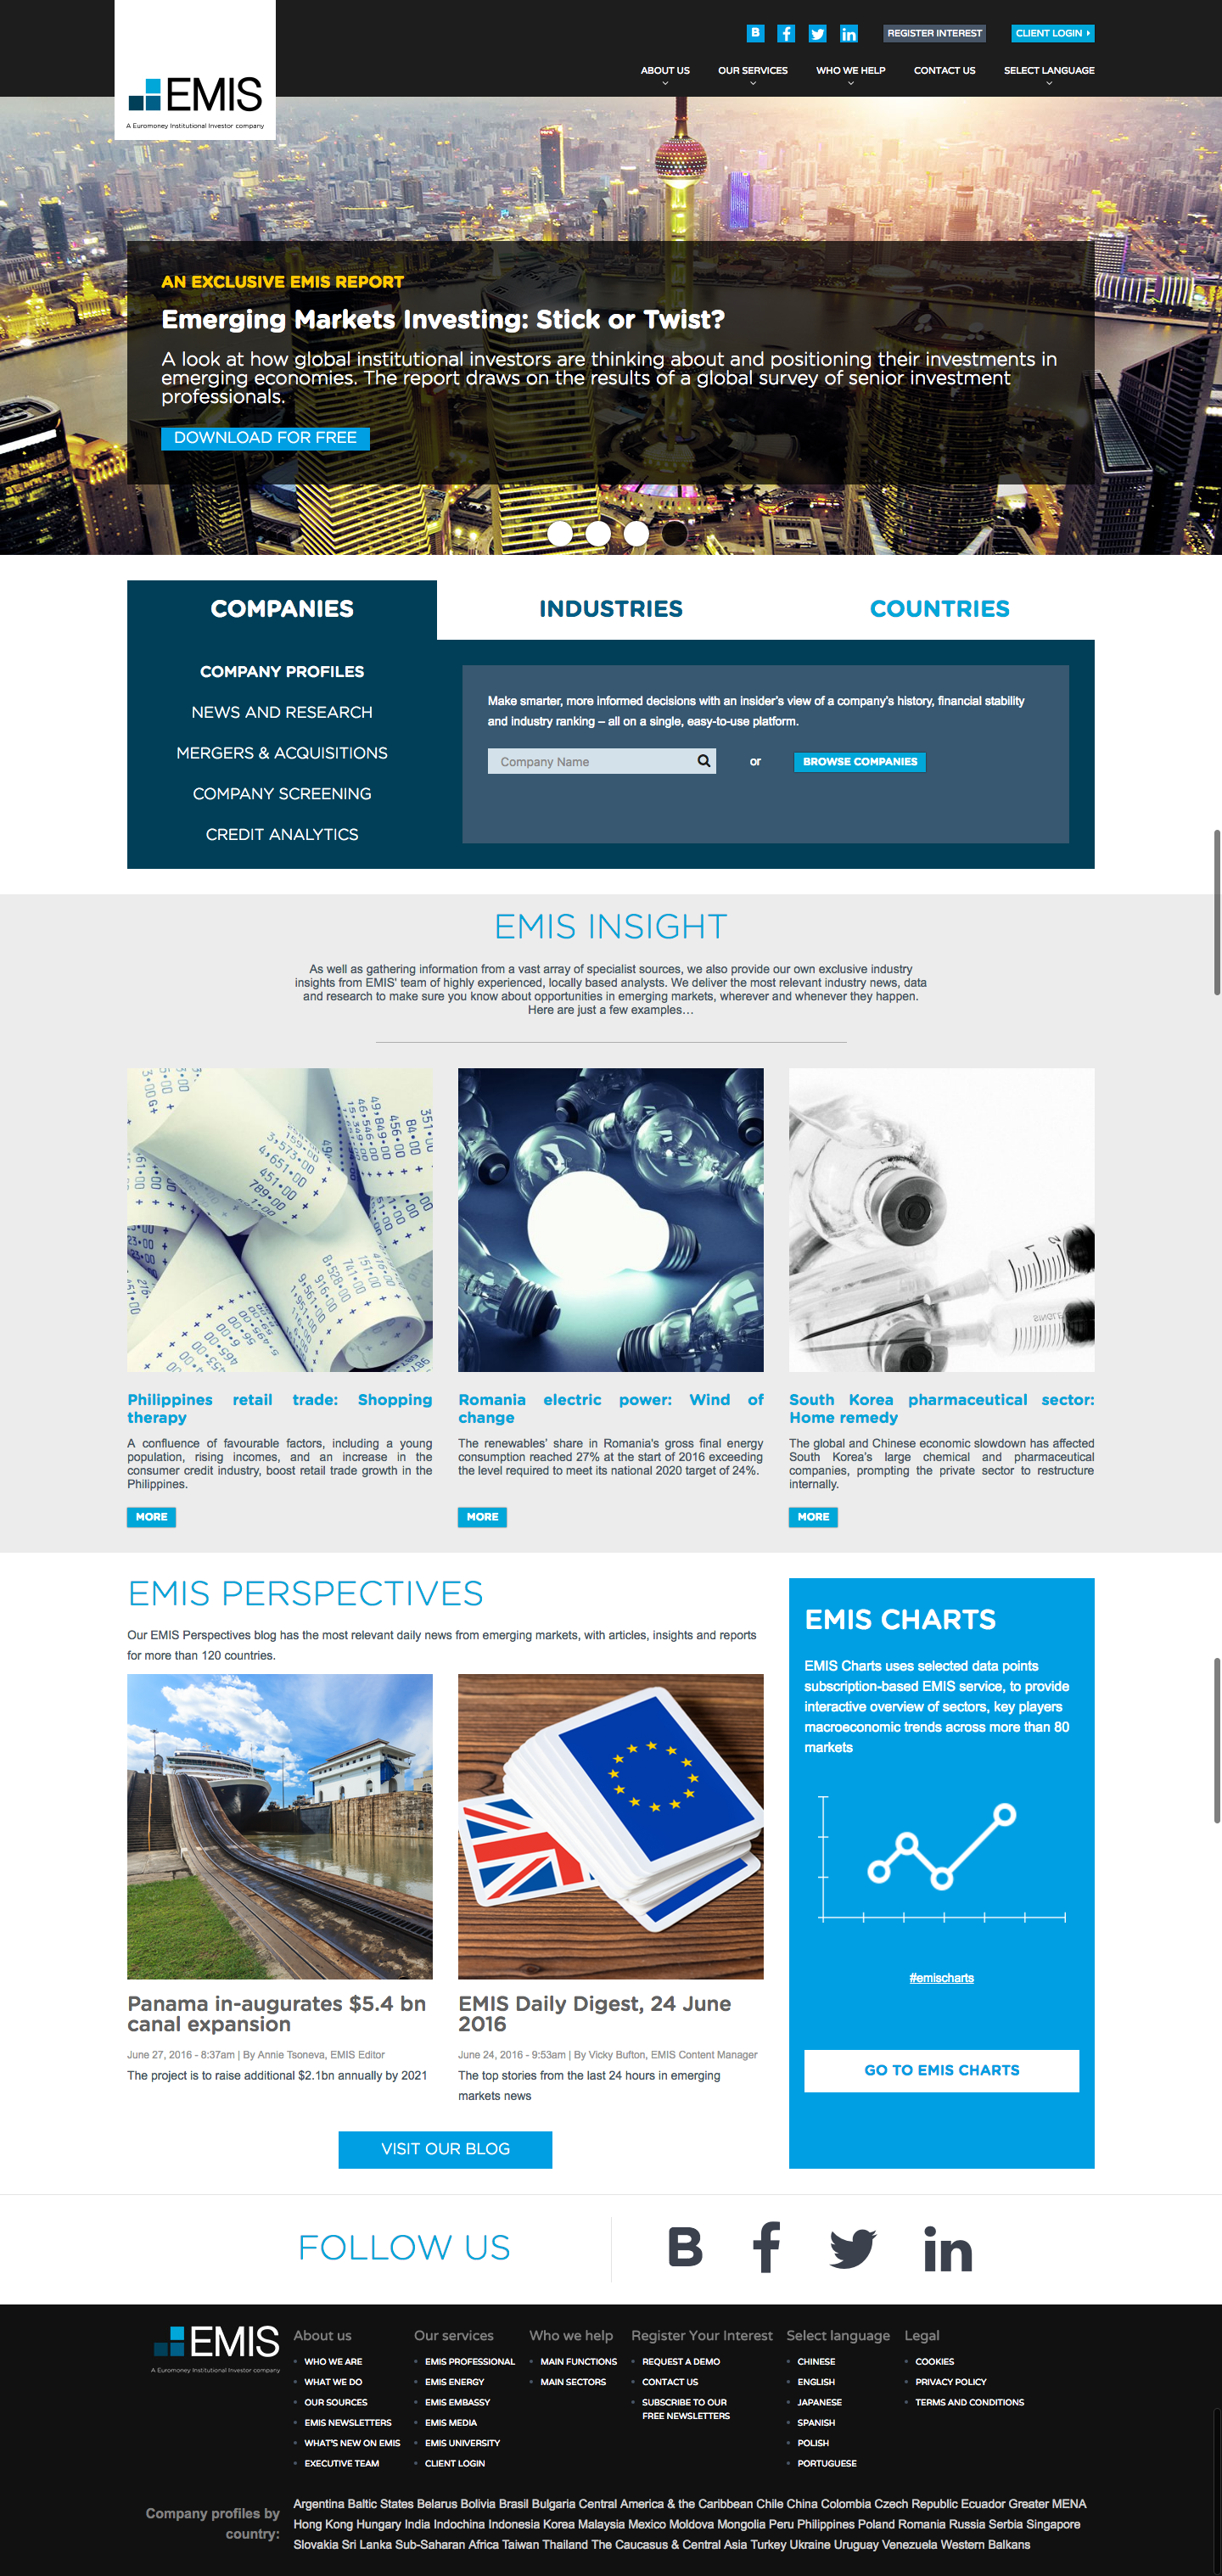 B
REGISTER INTEREST
CLIENT LOGIN
ABOUT US
OUR SERVICES
WHO WE HELP
CONTACT US
SELECT LANGUAGE
EMIS
A Euromoney Institutional Investor company
AN EXCLUSIVE EMIS REPORT
Emerging Markets Investing: Stick or Twist?
A look at how global institutional investors are thinking about and positioning their investments in
emerging economies. The report draws on the results of a global survey of senior investment
professionals.
DOWNLOAD FOR FREE
COMPANIES
INDUSTRIES
COUNTRIES
COMPANY PROFILES
NEWS AND RESEARCH
MERGERS & ACQUISITIONS
COMPANY SCREENING
CREDIT ANALYTICS
Make smarter, more informed decisions with an insider's view of a company's history, financial stability
and industry ranking – all on a single, easy-to-use platform.
Company Name
or
BROWSE COMPANIES
EMIS INSIGHT
As well as gathering information from a vast array of specialist sources, we also provide our own exclusive industry
insights from EMIS' team of highly experienced, locally based analysts. We deliver the most relevant industry news, data
and research to make sure you know about opportunities in emerging markets, wherever and whenever they happen.
Here are just a few examples…
Philippines retail trade: Shopping
therapy
A confluence of favourable factors, including a young
population, rising incomes, and an increase in the
consumer credit industry, boost retail trade growth in the
Philippines.
MORE
Romania electric power: Wind of
change
The renewables' share in Romania's gross final energy
consumption reached 27% at the start of 2016 exceeding
the level required to meet its national 2020 target of 24%.
MORE
South Korea pharmaceutical sector:
Home remedy
The global and Chinese economic slowdown has affected
South Korea's large chemical and pharmaceutical
companies, prompting the private sector to restructure
internally.
MORE
EMIS PERSPECTIVES
Our EMIS Perspectives blog has the most relevant daily news from emerging markets, with articles, insights and reports
for more than 120 countries.
Panama in-augurates $5.4 bn
canal expansion
June 27, 2016 - 8:37am | By Annie Tsoneva, EMIS Editor
The project is to raise additional $2.1bn annually by 2021
EMIS Daily Digest, 24 June
2016
June 24, 2016 - 9:53am | By Vicky Bufton, EMIS Content Manager
The top stories from the last 24 hours in emerging
markets news
VISIT OUR BLOG
EMIS CHARTS
EMIS Charts uses selected data points
subscription-based EMIS service, to provide
interactive overview of sectors, key players
macroeconomic trends across more than 80
markets
#emischarts
GO TO EMIS CHARTS
FOLLOW US
B
EMIS
A Euromoney Institutional Investor company
About us
WHO WE ARE
WHAT WE DO
OUR SOURCES
EMIS NEWSLETTERS
WHAT'S NEW ON EMIS
EXECUTIVE TEAM
Our services
EMIS PROFESSIONAL
EMIS ENERGY
EMIS EMBASSY
EMIS MEDIA
EMIS UNIVERSITY
CLIENT LOGIN
Who we help
MAIN FUNCTIONS
MAIN SECTORS
Register Your Interest
REQUEST A DEMO
CONTACT US
SUBSCRIBE TO OUR
FREE NEWSLETTERS
Select language
CHINESE
ENGLISH
JAPANESE
SPANISH
POLISH
PORTUGUESE
Legal
COOKIES
PRIVACY POLICY
TERMS AND CONDITIONS
Company profiles by
country:
Argentina Baltic States Belarus Bolivia Brasil Bulgaria Central America & the Caribbean Chile China Colombia Czech Republic Ecuador Greater MENA
Hong Kong Hungary India Indochina Indonesia Korea Malaysia Mexico Moldova Mongolia Peru Philippines Poland Romania Russia Serbia Singapore
Slovakia Sri Lanka Sub-Saharan Africa Taiwan Thailand The Caucasus & Central Asia Turkey Ukraine Uruguay Venezuela Western Balkans